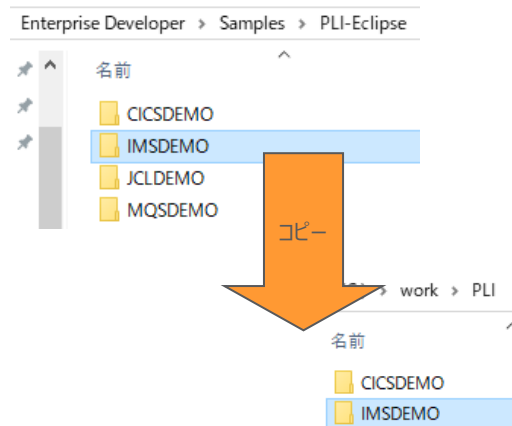 Enterprise Developer > Samples > PLI-Eclipse
名前
CICSDEMO
IMSDEMO
JCLDEMO
MQSDEMO
コピー
> work > PLI
名前
CICSDEMO
IMSDEMO